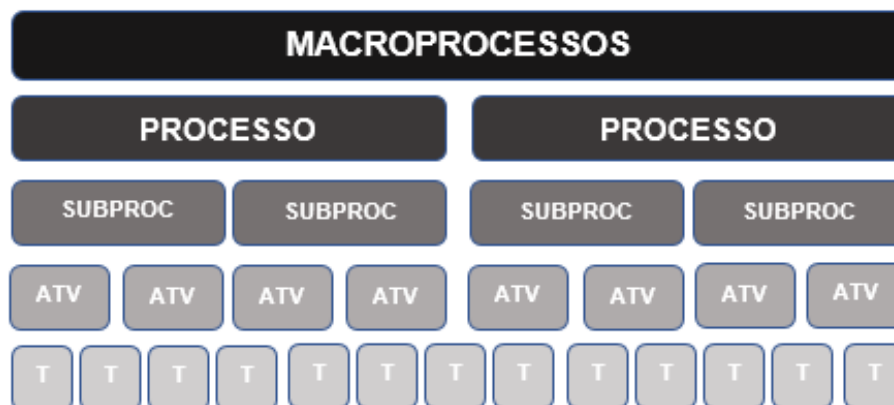 MACROPROCESSOS
PROCESSO PROCESSO
SUBPROC SUBPROC SUBPROC SUBPROC
ATV ATV ATV ATV ATV ATV ATV ATV
T T T T T T T T T T T T T